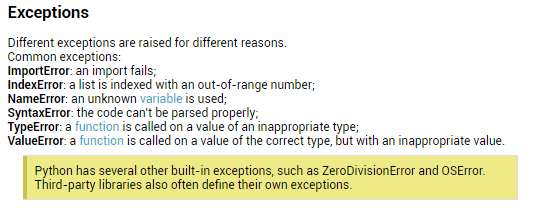 Exceptions
Different exceptions are raised for different reasons.
Common exceptions:
ImportError: an import fails;
IndexError: a list is indexed with an out-of-range number;
NameError: an unknown variable is used;
SyntaxError: the code can't be parsed properly;
TypeError: a function is called on a value of an inappropriate type;
ValueError: a function is called on a value of the correct type, but with an inappropriate value.
Python has several other built-in exceptions, such as ZeroDivisionError and OSError.
Third-party libraries also often define their own exceptions.